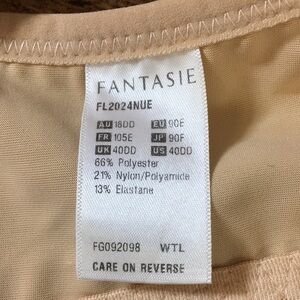 FANTASIE
FL2024NUE
AU 18DD EU 90E
FR 105E JP 90F
UK 40DD US 40DD
66% Polyester
21% Nylon/Polyamide
13% Elastane
FG092098 WTL
CARE ON REVERSE